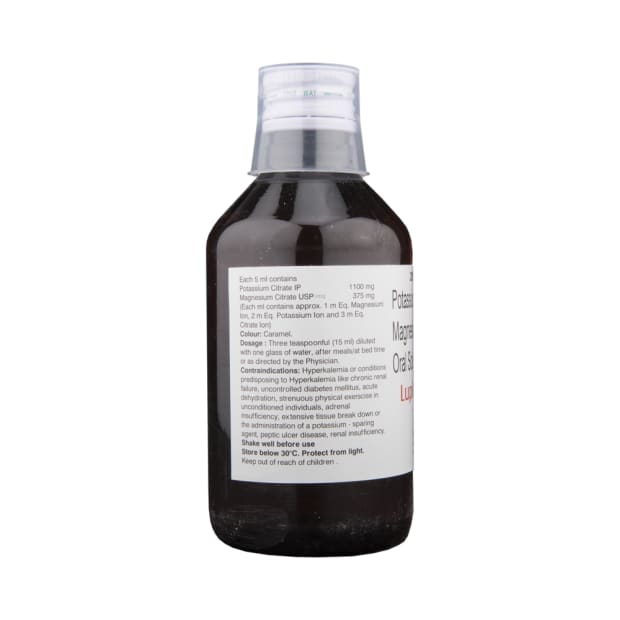 Each 5 ml contains
Potassium Citrate IP 1100 mg
Magnesium Citrate USP 375 mg
(Each ml contains approx. 1 m Eq. Magnesium
Ion, 2 m Eq. Potassium Ion and 3 m Eq.
Citrate Ion)
Colour: Caramel.
Dosage : Three teaspoonful (15 ml) diluted
with one glass of water, after meals/at bed time
or as directed by the Physician.
Contraindications: Hyperkalemia or conditions
predisposing to Hyperkalemia like chronic renal
failure, uncontrolled diabetes mellitus, acute
dehydration, strenuous physical exerscise in
unconditioned individuals, adrenal
insufficiency, extensive tissue break down or
the administration of a potassium - sparing
agent, peptic ulcer disease, renal insufficiency.
Shake well before use
Store below 30°C. Protect from light.
Keep out of reach of children .
Potass
Magnes
Oral So
Lup